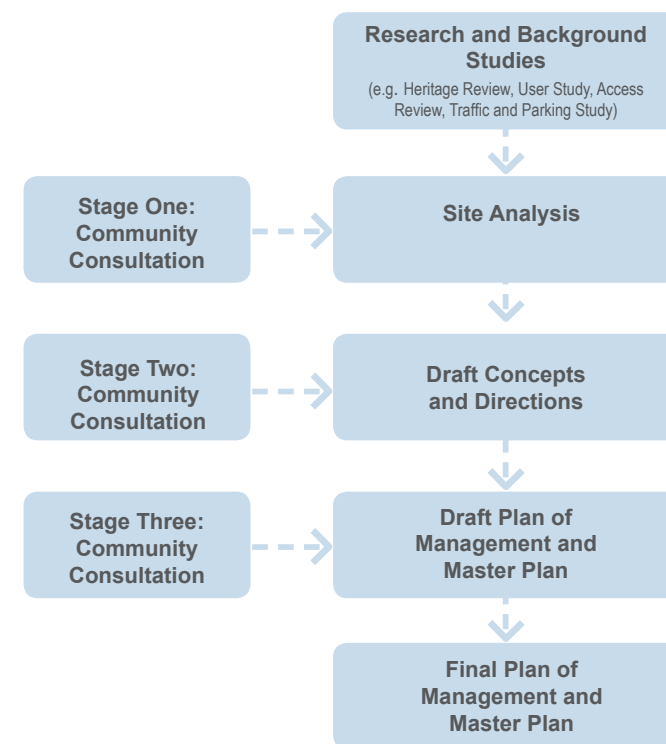 Research and Background
Studies
(e.g. Heritage Review, User Study, Access
Review, Traffic and Parking Study)
Stage One:
Community
Consultation
Site Analysis
Stage Two:
Community
Consultation
Draft Concepts
and Directions
Stage Three:
Community
Consultation
Draft Plan of
Management and
Master Plan
Final Plan of
Management and
Master Plan